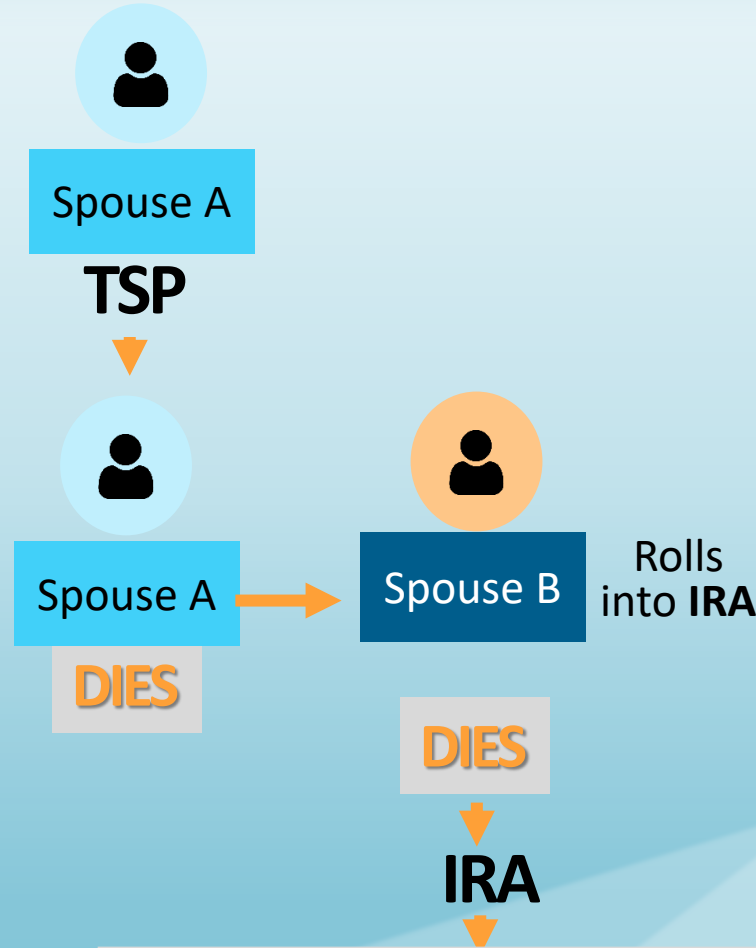 Spouse A
TSP
Spouse A
Spouse B
Rolls
into IRA
DIES
DIES
IRA